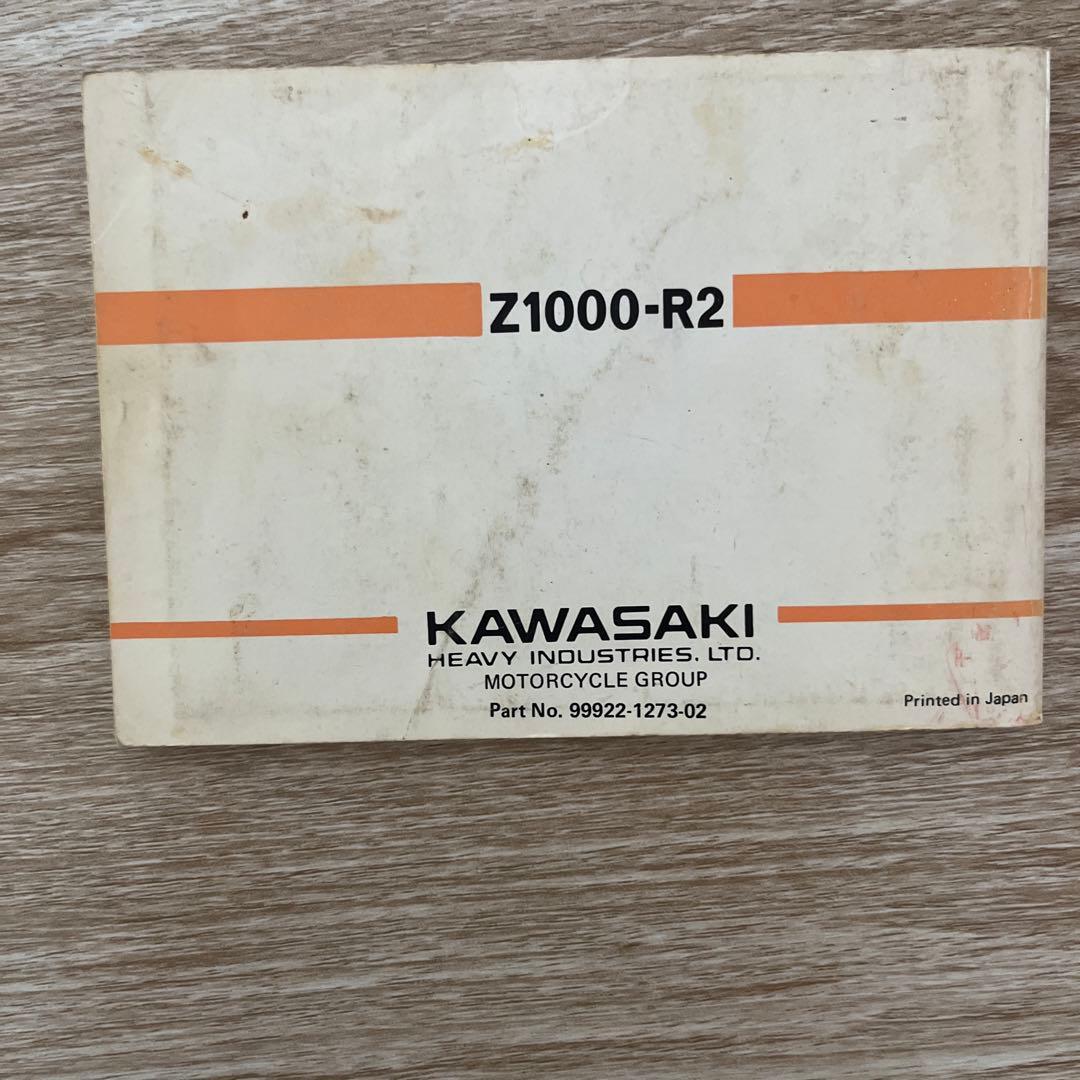 Z1000-R2
KAWASAKI
HEAVY INDUSTRIES, LTD.
MOTORCYCLE GROUP
Part No. 99922-1273-02
Printed in Japan